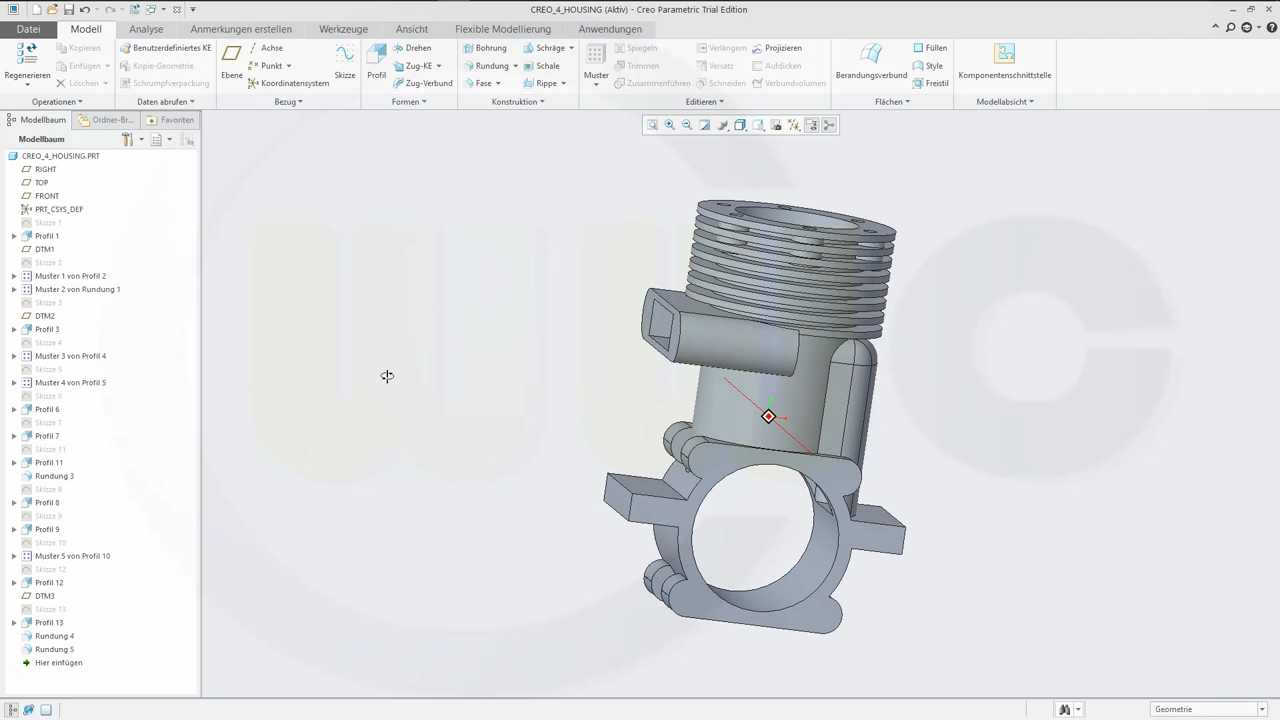 CREO_4_HOUSING (Aktiv) - Creo Parametric Trial Edition
Datei Modell Analyse Anmerkungen erstellen Werkzeuge Ansicht Flexible Modellierung Anwendungen
Kopieren Benutzerdefiniertes KE Achse Drehen Bohrung Schräge Spiegeln Verlängern Projizieren Füllen
Regenerieren Einfügen Kopie-Geometrie Ebene Punkt Skizze Profil Zug-KE Rundung Schale Muster Trimmen Versatz Aufdicken Berandungsverbund Style Komponentenschnittstelle
Löschen Schrumpfverpackung Koordinatensystem Zug-Verbund Fase Rippe Zusammenführen Schneiden Verbundvolumen Freistil
Operationen Daten abrufen Bezug Formen Konstruktion Editieren Flächen Modellabsicht
Modellbaum Ordner-Br... Favoriten
Modellbaum
CREO_4_HOUSING.PRT
RIGHT
TOP
FRONT
PRT_CSYS_DEF
Skizze 1
Profil 1
DTM1
Skizze 2
Muster 1 von Profil 2
Muster 2 von Rundung 1
Skizze 3
DTM2
Profil 3
Skizze 4
Muster 3 von Profil 4
Skizze 5
Muster 4 von Profil 5
Skizze 6
Profil 6
Skizze 7
Profil 7
Skizze 11
Profil 11
Rundung 3
Skizze 8
Profil 8
Skizze 9
Profil 9
Skizze 10
Muster 5 von Profil 10
Skizze 12
Profil 12
DTM3
Skizze 13
Profil 13
Rundung 4
Rundung 5
Hier einfügen
Geometrie